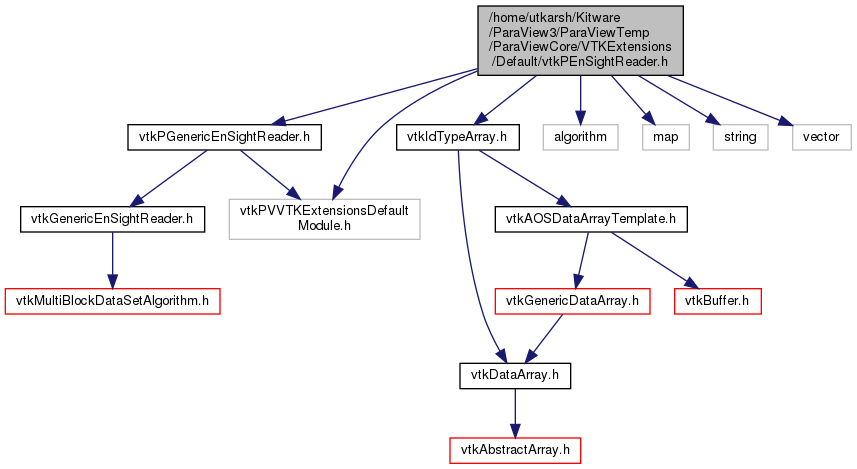 /home/utkarsh/Kitware
/ParaView3/ParaViewTemp
/ParaViewCore/VTKExtensions
/Default/vtkPEnSightReader.h
vtkPGenericEnSightReader.h
vtkIdTypeArray.h
algorithm
map
string
vector
vtkGenericEnSightReader.h
vtkPVVTKExtensionsDefault
Module.h
vtkAOSDataArrayTemplate.h
vtkMultiBlockDataSetAlgorithm.h
vtkGenericDataArray.h
vtkBuffer.h
vtkDataArray.h
vtkAbstractArray.h